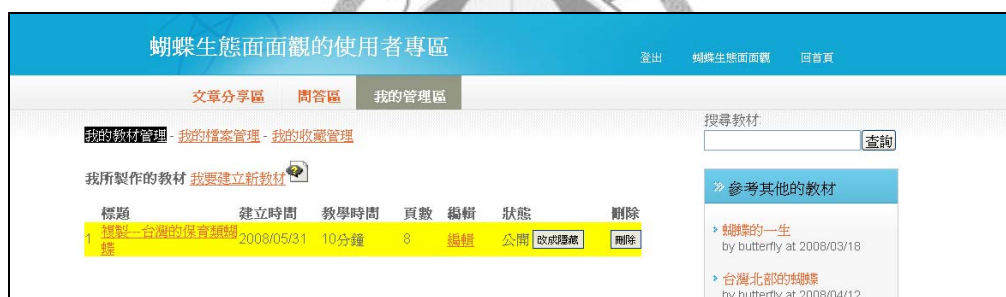 蝴蝶生態面面觀的使用者專區
登出 蝴蝶生態面面觀 回首頁
文章分享區 問答區 我的管理區
我的教材管理 - 我的檔案管理 - 我的收藏管理
我所製作的教材 我要建立新教材
標題 建立時間 教學時間 頁數 編輯 狀態 刪除
1 複製---台灣的保育類蝴蝶 2008/05/31 10分鐘 8 編輯 公開 改成隱藏 刪除
搜尋教材:
查詢
» 參考其他的教材
蝴蝶的一生
by butterfly at 2008/03/18
台灣北部的蝴蝶
by butterfly at 2008/04/12